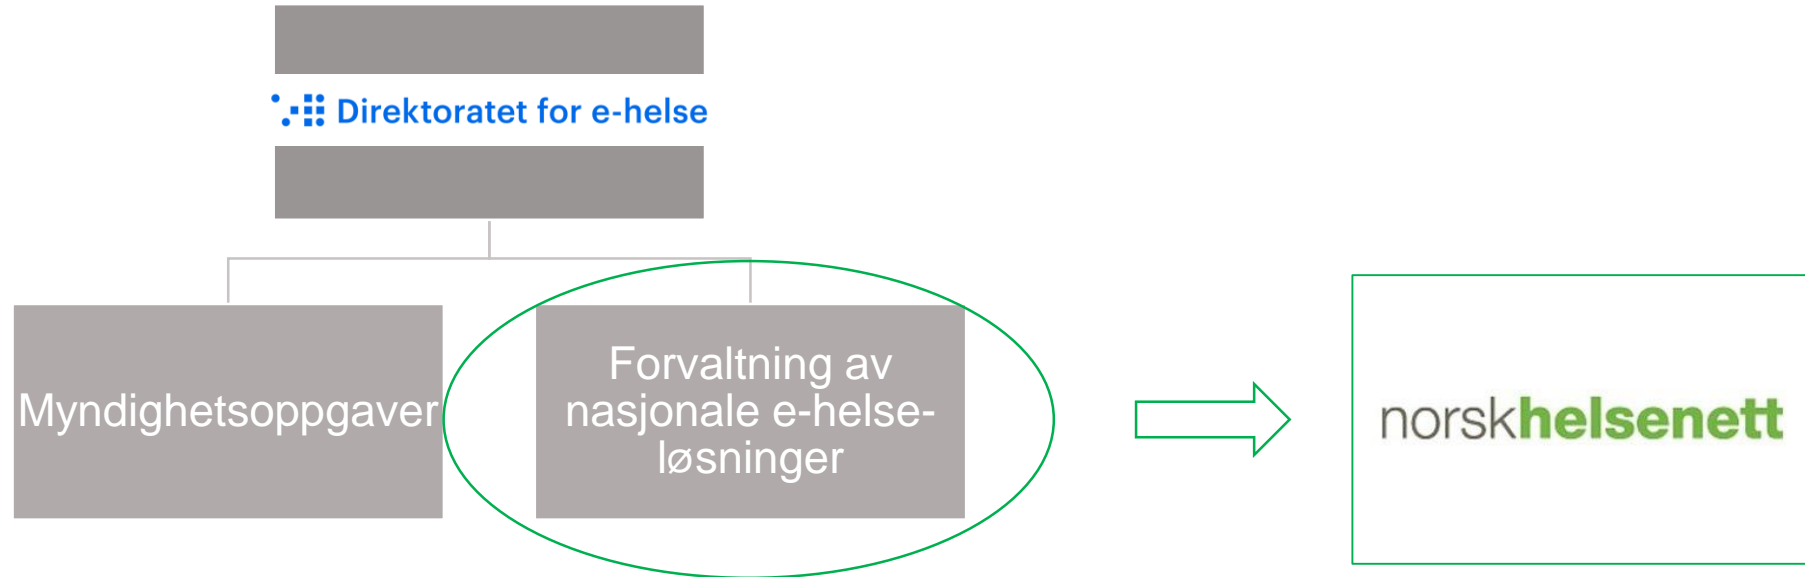 Direktoratet for e-helse
Myndighetsoppgaver
Forvaltning av
nasjonale e-helse-
løsninger
norskhelsenett